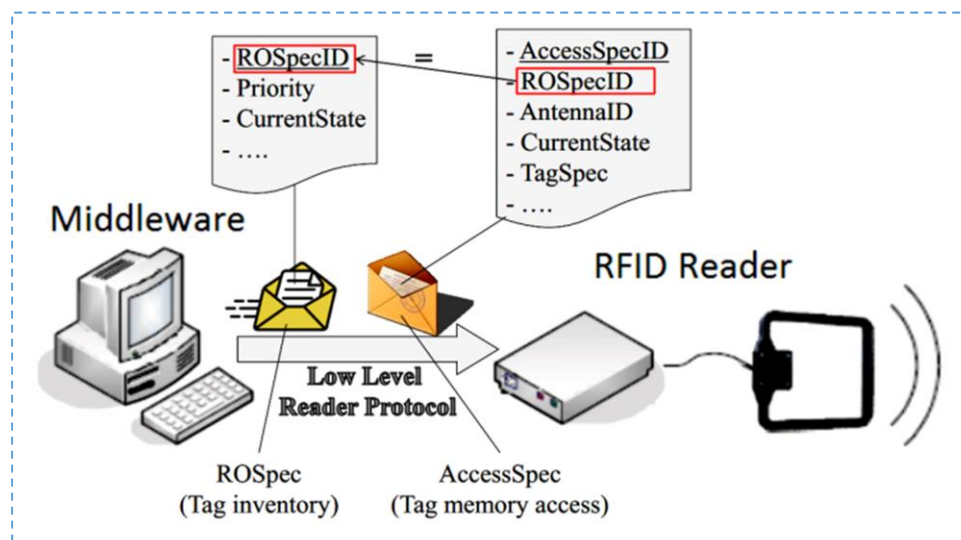 - ROSpecID
- Priority
- CurrentState
- ....
=
- AccessSpecID
- ROSpecID
- AntennaID
- CurrentState
- TagSpec
- ....
Middleware
RFID Reader
Low Level
Reader Protocol
ROSpec
(Tag inventory)
AccessSpec
(Tag memory access)